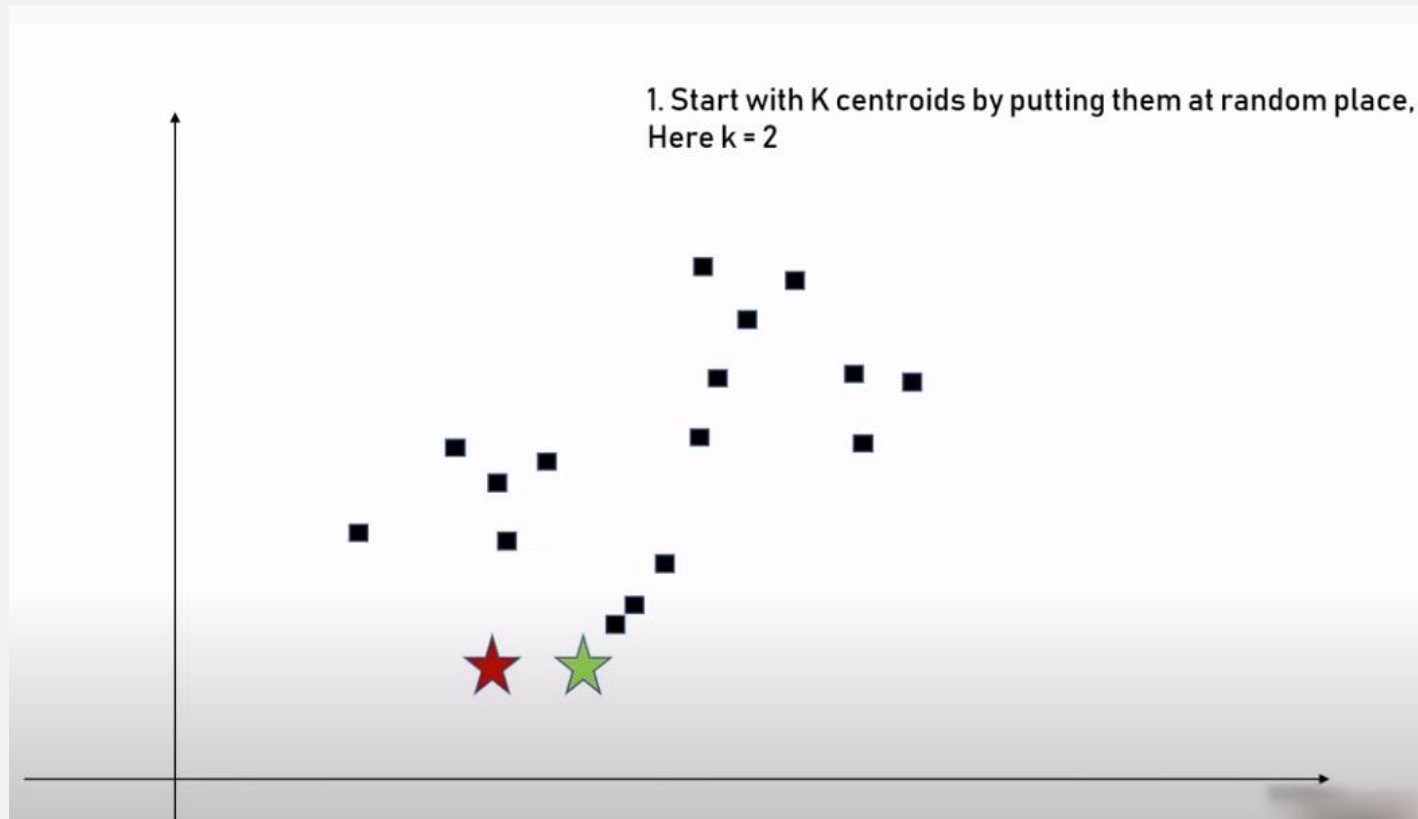 1. Start with K centroids by putting them at random place,
Here k = 2